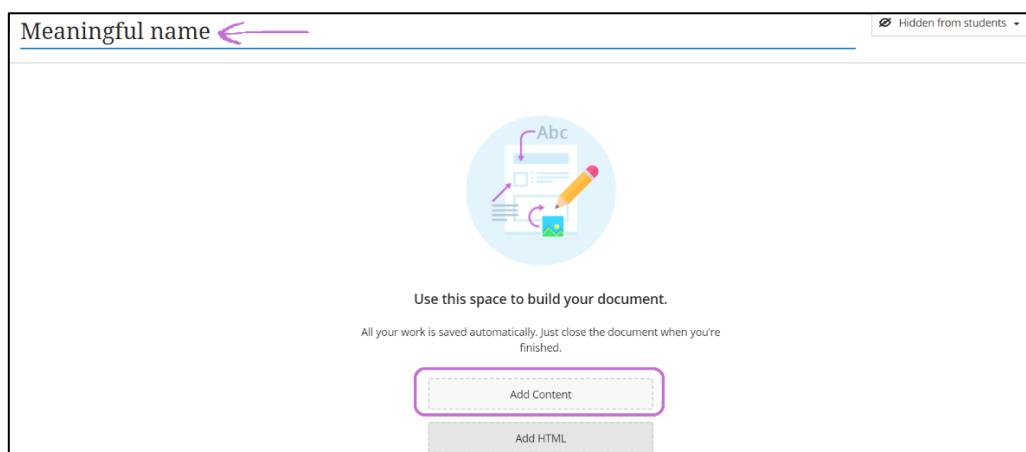 Meaningful name
Hidden from students
Abc
Use this space to build your document.
All your work is saved automatically. Just close the document when you're
finished.
Add Content
Add HTML